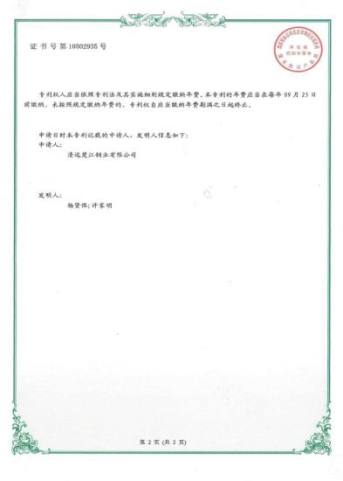 证书号第19302935号
专利权人应当依照专利法及其实施细则规定缴纳年费。本专利的年费应当在每年09月23日
前缴纳。未按照规定缴纳年费的，专利权自应当缴纳年费期满之日起终止。
申请日时本专利记载的申请人、发明人信息如下：
申请人：
清远楚江铜业有限公司
发明人：
杨贤伟;许家明
第 2 页 (共 2 页)